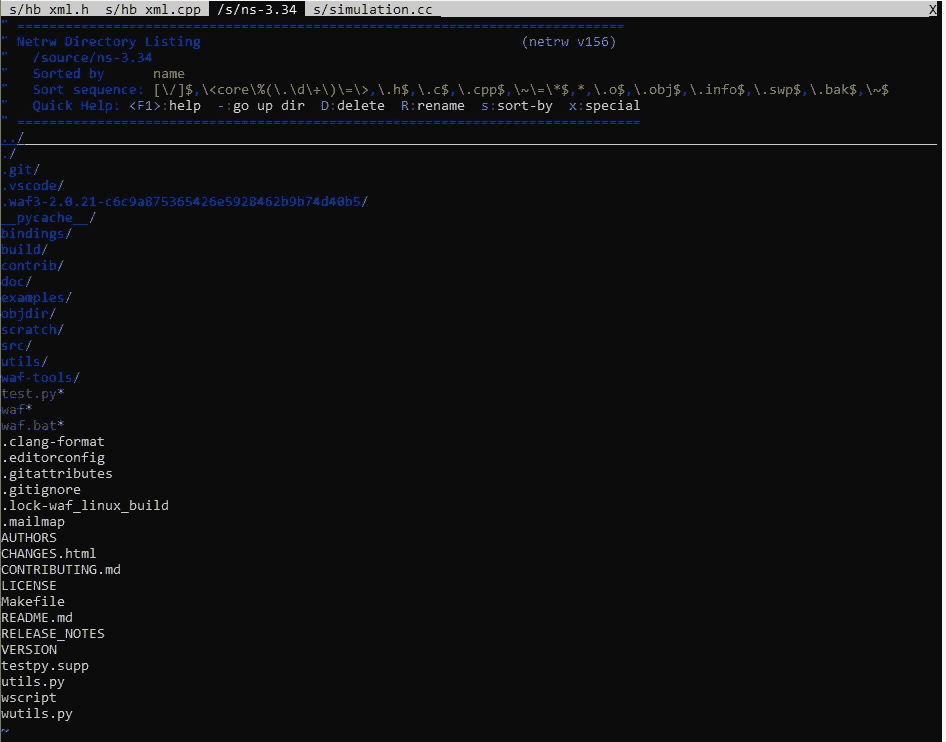 s/hb_xml.h  s/hb_xml.cpp  /s/ns-3.34  s/simulation.cc  X
" ============================================================================
" Netrw Directory Listing                                        (netrw v156)
"   /source/ns-3.34
"   Sorted by      name
"   Sort sequence: [\/]$,\<core\%(\.\d\+\)\=\>,\.h$,\.c$,\.cpp$,\~\=\*$,*,\.o$,\.obj$,\.info$,\.swp$,\.bak$,\~$
"   Quick Help: <F1>:help  -:go up dir  D:delete  R:rename  s:sort-by  x:special
" ==============================================================================
../
./
.git/
.vscode/
.waf3-2.0.21-c6c9a875365426e5928462b9b74d40b5/
__pycache__/
bindings/
build/
contrib/
doc/
examples/
objdir/
scratch/
src/
utils/
waf-tools/
test.py*
waf*
waf.bat*
.clang-format
.editorconfig
.gitattributes
.gitignore
.lock-waf_linux_build
.mailmap
AUTHORS
CHANGES.html
CONTRIBUTING.md
LICENSE
Makefile
README.md
RELEASE_NOTES
VERSION
testpy.supp
utils.py
wscript
wutils.py
~